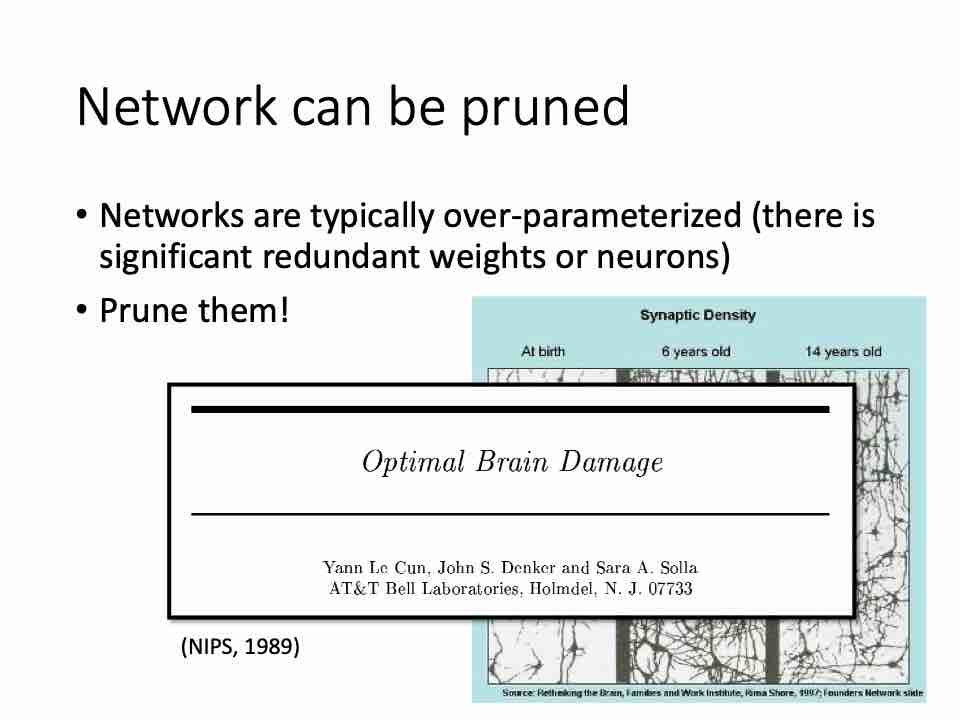 Network can be pruned
• Networks are typically over-parameterized (there is
significant redundant weights or neurons)
• Prune them!
Synaptic Density
At birth 6 years old 14 years old
Optimal Brain Damage
Yann Le Cun, John S. Denker and Sara A. Solla
AT&T Bell Laboratories, Holmdel, N. J. 07733
(NIPS, 1989)
Source: Rethinking the Brain, Families and Work Institute, Rima Shore, 1997; Founders Network slide